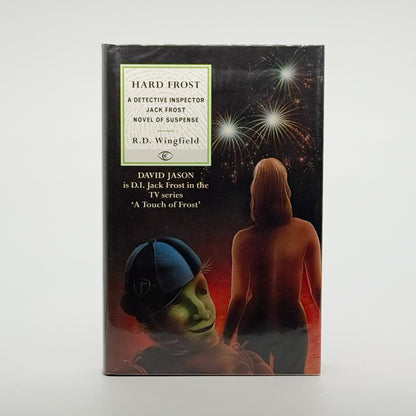 HARD FROST
A DETECTIVE INSPECTOR
JACK FROST
NOVEL OF SUSPENSE
R.D. Wingfield
DAVID JASON
is D.I. Jack Frost in the
TV series
‘A Touch of Frost’